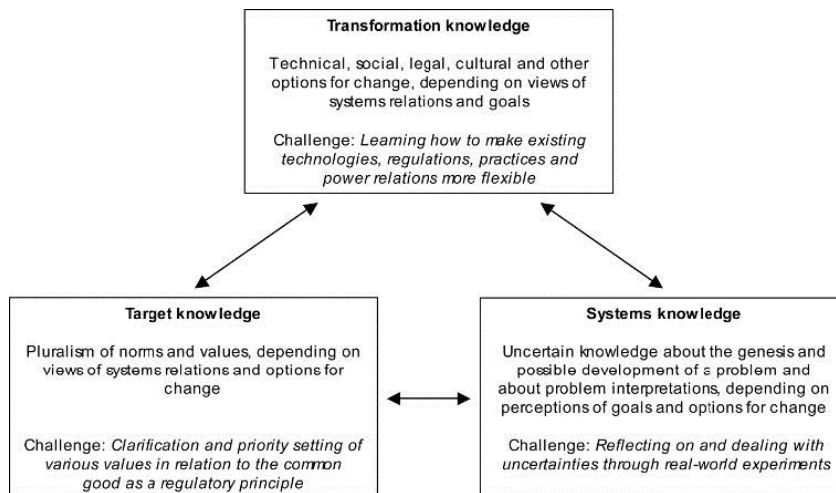 Transformation knowledge
Technical, social, legal, cultural and other
options for change, depending on views of
systems relations and goals
Challenge: Learning how to make existing
technologies, regulations, practices and
power relations more flexible
Target knowledge
Pluralism of norms and values, depending on
views of systems relations and options for
change
Challenge: Clarification and priority setting of
various values in relation to the common
good as a regulatory principle
Systems knowledge
Uncertain knowledge about the genesis and
possible development of a problem and
about problem interpretations, depending on
perceptions of goals and options for change
Challenge: Reflecting on and dealing with
uncertainties through real-world experiments